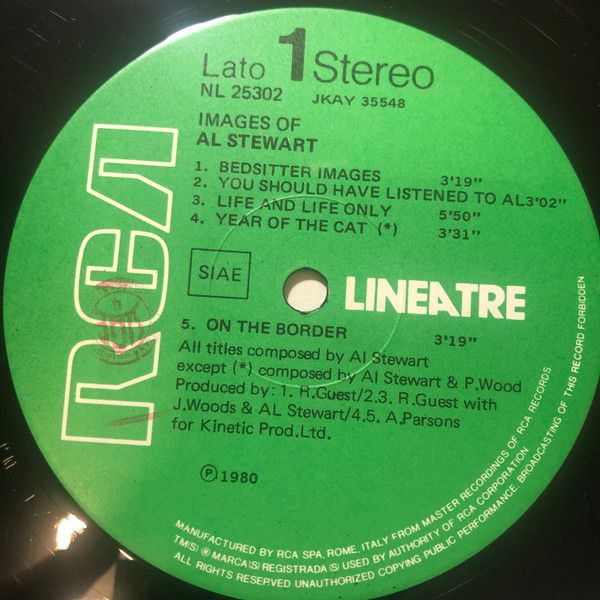 Lato 1 Stereo
NL 25302 JKAY 35548
IMAGES OF
AL STEWART
1. BEDSITTER IMAGES 3'19"
2. YOU SHOULD HAVE LISTENED TO AL 3'02"
3. LIFE AND LIFE ONLY 5'50"
4. YEAR OF THE CAT (*) 3'31"
RCA
SIAE
LINEATRE
5. ON THE BORDER 3'19"
All titles composed by Al Stewart
except (*) composed by Al Stewart & P.Wood
Produced by: 1. R.Guest/2.3. R.Guest with
J.Woods & AL Stewart/4.5. A.Parsons
for Kinetic Prod.Ltd.
Ⓟ 1980
MANUFACTURED BY RCA SPA, ROME, ITALY FROM MASTER RECORDINGS OF RCA RECORDS
TM(S) ® MARCA(S) REGISTRADA(S) USED BY AUTHORITY OF RCA CORPORATION
ALL RIGHTS RESERVED UNAUTHORIZED COPYING PUBLIC PERFORMANCE, BROADCASTING OF THIS RECORD FORBIDDEN